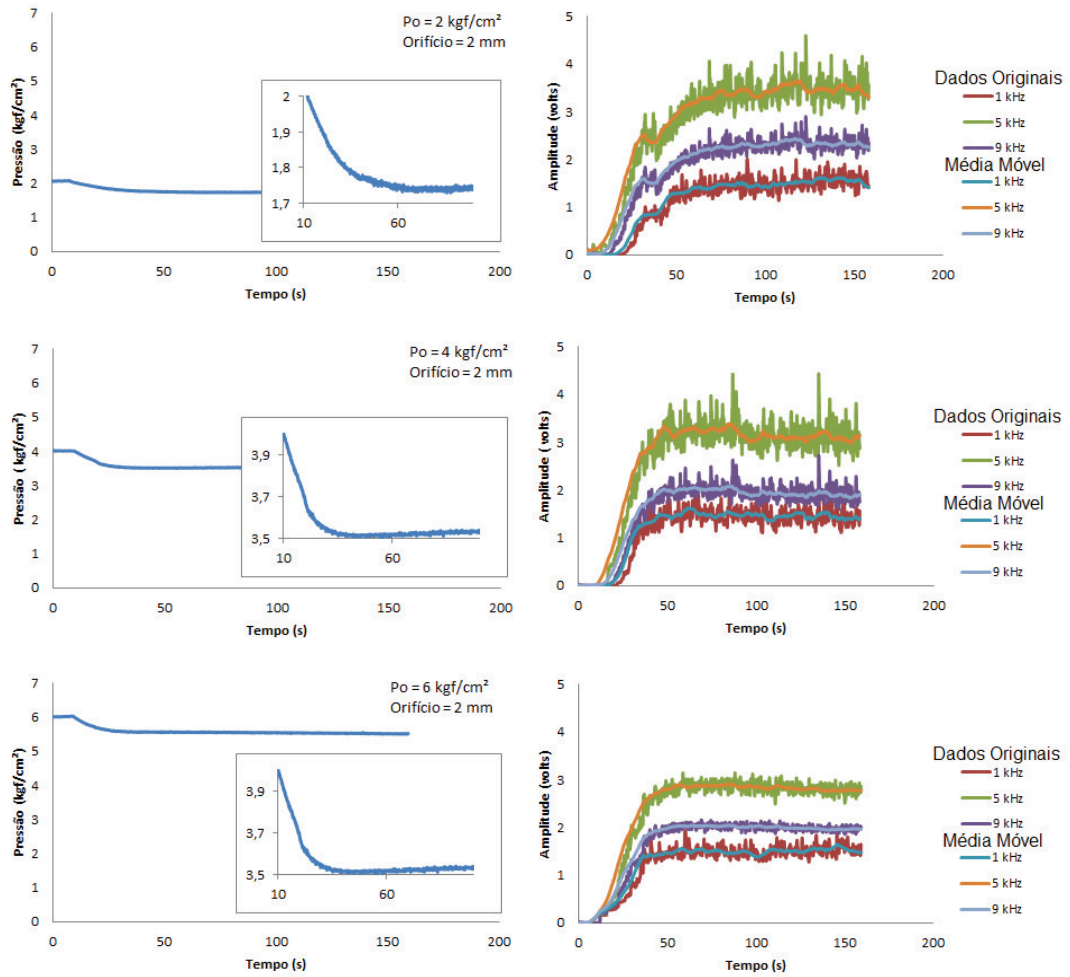 Po = 2 kgf/cm²
Orifício = 2 mm
Pressão (kgf/cm²)
7
6
5
4
3
2
1
0
0 50 100 150 200
Tempo (s)
2
1,9
1,8
1,7
10 60
Amplitude (volts)
5
4
3
2
1
0
0 50 100 150 200
Tempo (s)
Dados Originais
1 kHz
5 kHz
9 kHz
Média Móvel
1 kHz
5 kHz
9 kHz
Po = 4 kgf/cm²
Orifício = 2 mm
Pressão (kgf/cm²)
7
6
5
4
3
2
1
0
0 50 100 150 200
Tempo (s)
3,9
3,7
3,5
10 60
Amplitude (volts)
5
4
3
2
1
0
0 50 100 150 200
Tempo (s)
Dados Originais
1 kHz
5 kHz
9 kHz
Média Móvel
1 kHz
5 kHz
9 kHz
Po = 6 kgf/cm²
Orifício = 2 mm
Pressão (kgf/cm²)
7
6
5
4
3
2
1
0
0 50 100 150 200
Tempo (s)
3,9
3,7
3,5
10 60
Amplitude (volts)
5
4
3
2
1
0
0 50 100 150 200
Tempo (s)
Dados Originais
1 kHz
5 kHz
9 kHz
Média Móvel
1 kHz
5 kHz
9 kHz